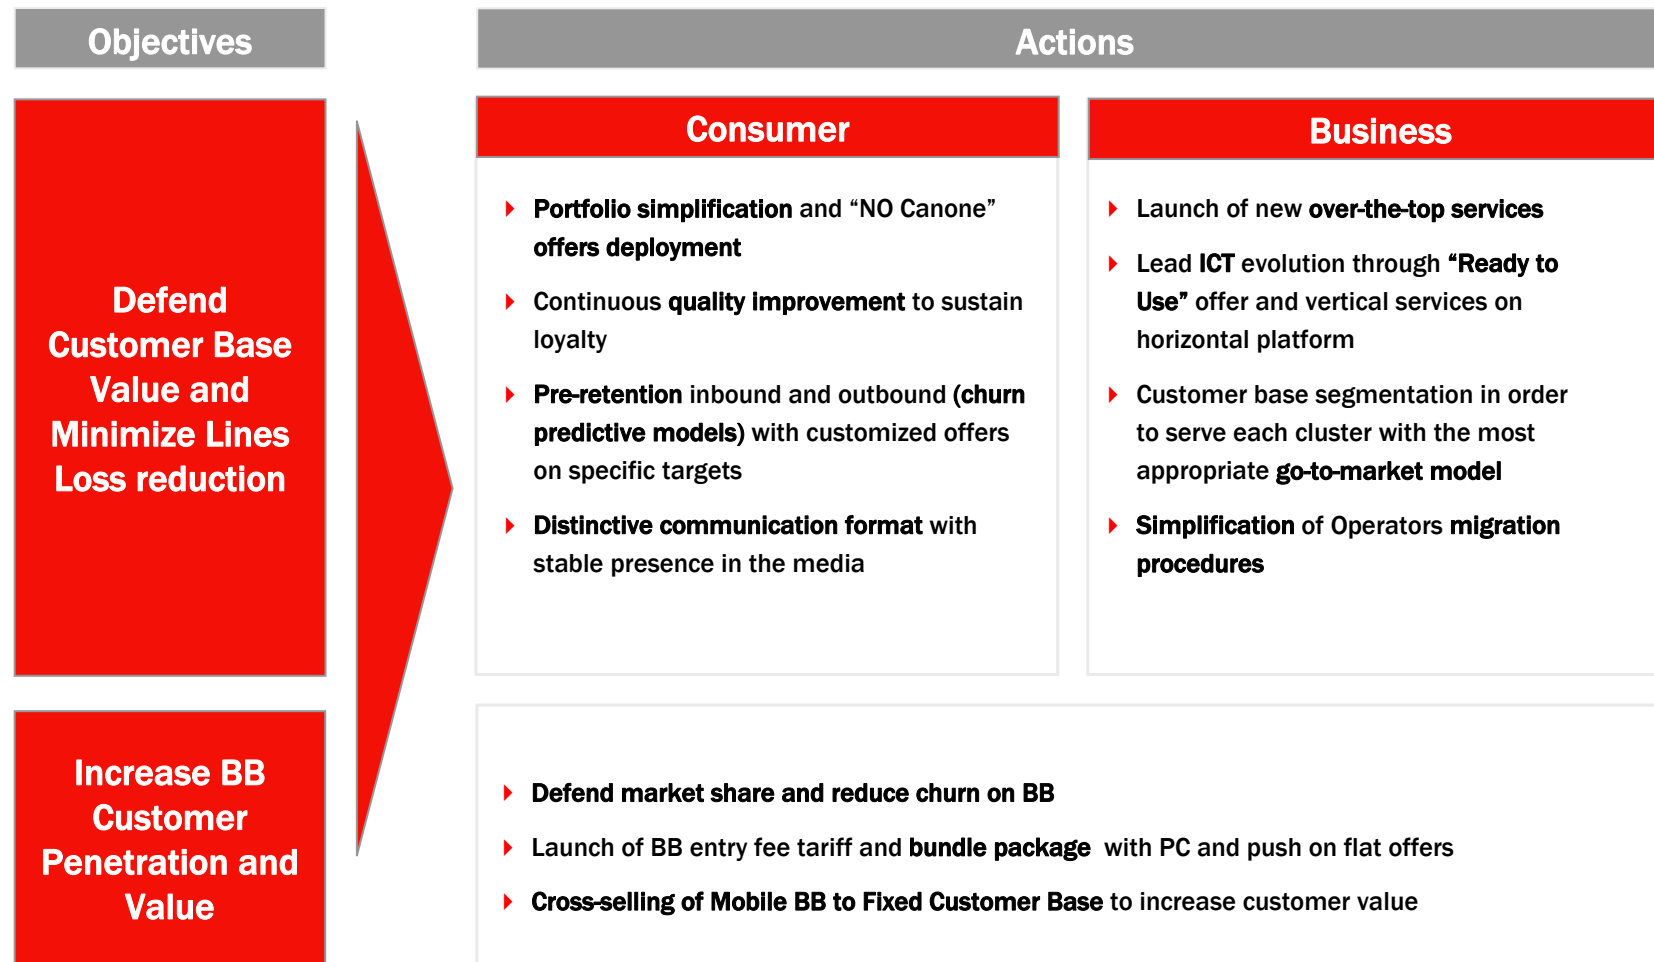 Objectives
Actions
Defend
Customer Base
Value and
Minimize Lines
Loss reduction
Consumer
Portfolio simplification and “NO Canone”
offers deployment
Continuous quality improvement to sustain
loyalty
Pre-retention inbound and outbound (churn
predictive models) with customized offers
on specific targets
Distinctive communication format with
stable presence in the media
Business
Launch of new over-the-top services
Lead ICT evolution through “Ready to
Use” offer and vertical services on
horizontal platform
Customer base segmentation in order
to serve each cluster with the most
appropriate go-to-market model
Simplification of Operators migration
procedures
Increase BB
Customer
Penetration and
Value
Defend market share and reduce churn on BB
Launch of BB entry fee tariff and bundle package with PC and push on flat offers
Cross-selling of Mobile BB to Fixed Customer Base to increase customer value